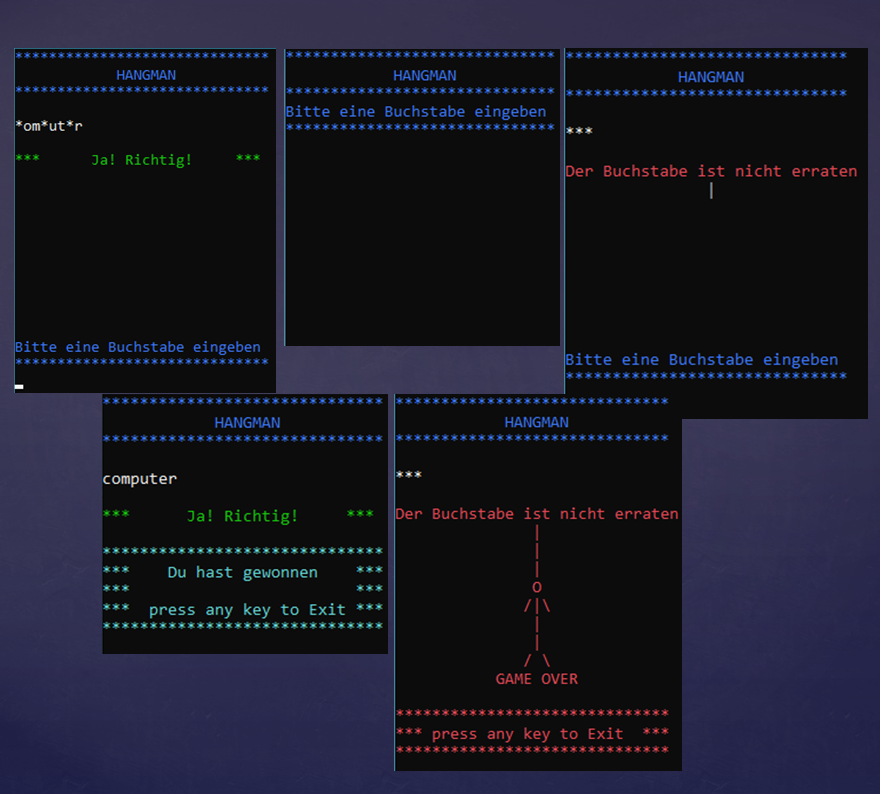 ******************************
HANGMAN
******************************
*om*ut*r
*** Ja! Richtig! ***
Bitte eine Buchstabe eingeben
******************************
******************************
HANGMAN
******************************
Bitte eine Buchstabe eingeben
******************************
******************************
HANGMAN
******************************
***
Der Buchstabe ist nicht erraten
|
Bitte eine Buchstabe eingeben
******************************
******************************
HANGMAN
******************************
computer
*** Ja! Richtig! ***
******************************
*** Du hast gewonnen ***
*** ***
*** press any key to Exit ***
******************************
******************************
HANGMAN
******************************
***
Der Buchstabe ist nicht erraten
|
|
|
O
/|\
|
|
/ \
GAME OVER
******************************
*** press any key to Exit ***
******************************